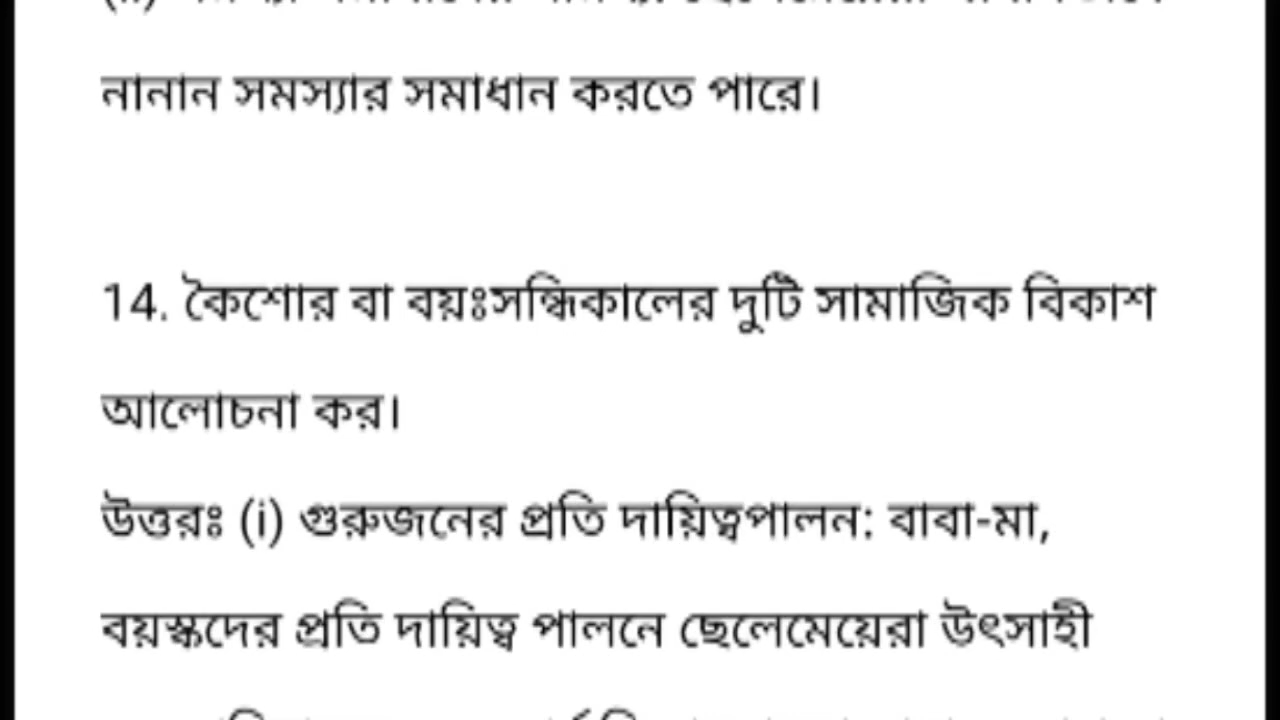 নানান সমস্যার সমাধান করতে পারে।
14. কৈশোর বা বয়ঃসন্ধিকালের দুটি সামাজিক বিকাশ
আলোচনা কর।
উত্তরঃ (i) গুরুজনের প্রতি দায়িত্বপালন: বাবা-মা,
বয়স্কদের প্রতি দায়িত্ব পালনে ছেলেমেয়েরা উৎসাহী